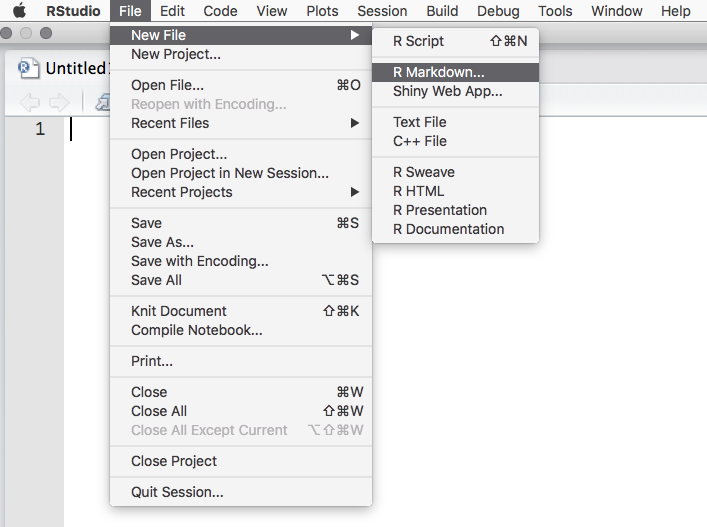 RStudio File Edit Code View Plots Session Build Debug Tools Window Help
Untitled
1
New File ▶
New Project...
Open File... ⌘O
Reopen with Encoding...
Recent Files ▶
Open Project...
Open Project in New Session...
Recent Projects ▶
Save ⌘S
Save As...
Save with Encoding...
Save All ⌥⌘S
Knit Document ⇧⌘K
Compile Notebook...
Print...
Close ⌘W
Close All ⇧⌘W
Close All Except Current ⌥⇧⌘W
Close Project
Quit Session...
R Script ⇧⌘N
R Markdown...
Shiny Web App...
Text File
C++ File
R Sweave
R HTML
R Presentation
R Documentation